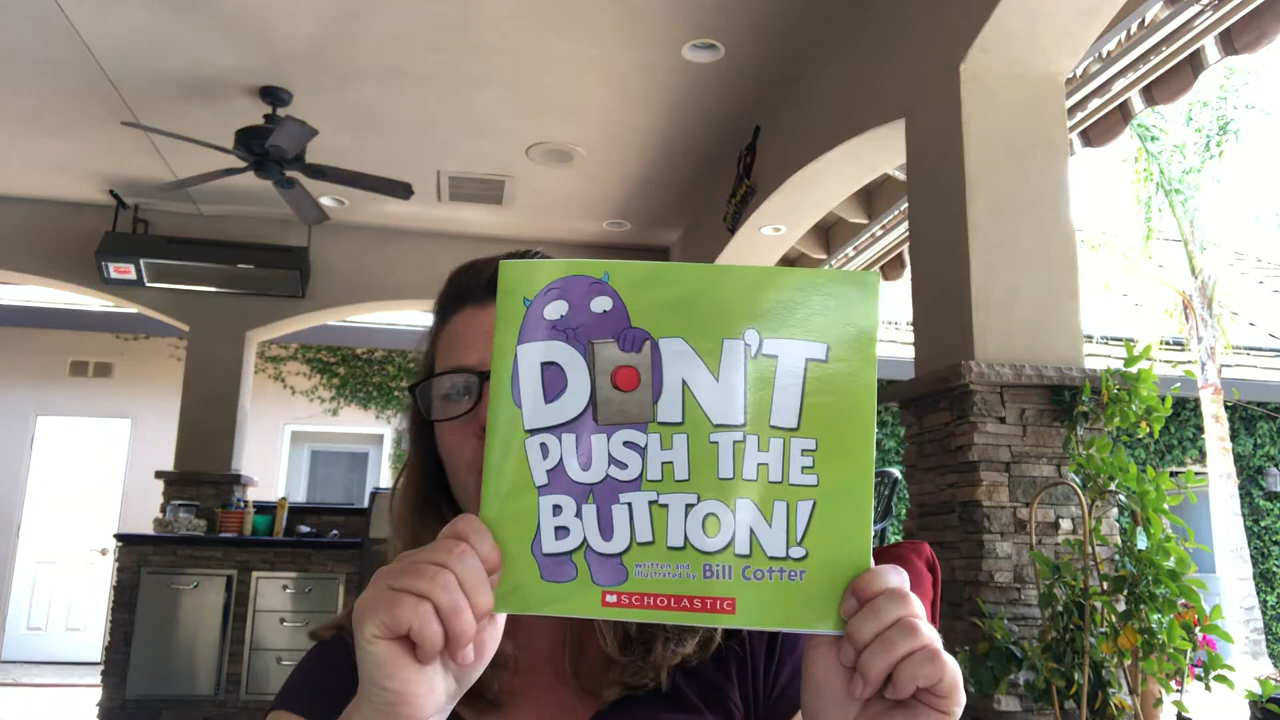 DON'T
PUSH THE
BUTTON!
written and
illustrated by Bill Cotter
SCHOLASTIC